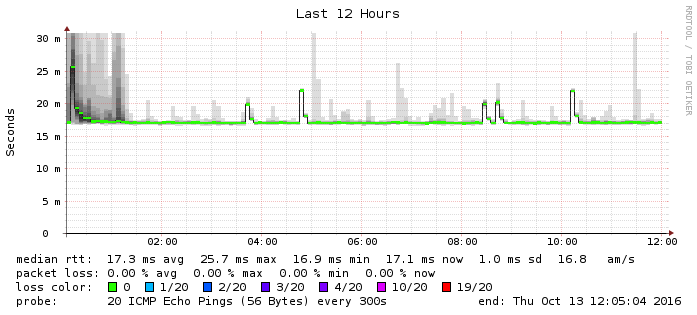 Last 12 Hours
RRDTOOL / TOBI OETIKER
Seconds
30 m
25 m
20 m
15 m
10 m
5 m
0
02:00 04:00 06:00 08:00 10:00 12:00
median rtt: 17.3 ms avg 25.7 ms max 16.9 ms min 17.1 ms now 1.0 ms sd 16.8 am/s
packet loss: 0.00 % avg 0.00 % max 0.00 % min 0.00 % now
loss color: 0 1/20 2/20 3/20 4/20 10/20 19/20
probe: 20 ICMP Echo Pings (56 Bytes) every 300s end: Thu Oct 13 12:05:04 2016